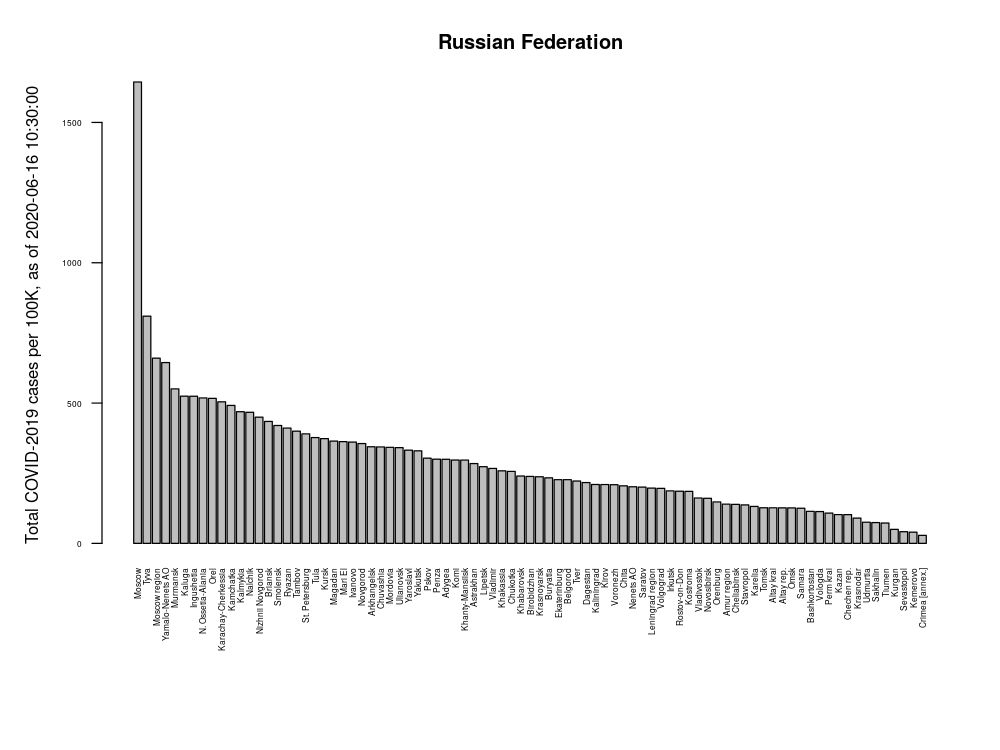 Russian Federation
Total COVID-2019 cases per 100K, as of 2020-06-16 10:30:00
1500
1000
500
0
Moscow
Tyva
Moscow region
Yamalo-Nenets AO
Murmansk
Kaluga
Ingushetia
N. Ossetia-Alania
Orel
Karachay-Cherkessia
Kamchatka
Kalmykia
Nalchik
Nizhnii Novgorod
Briansk
Smolensk
Ryazan
Tambov
St. Petersburg
Tula
Kursk
Magadan
Mari El
Ivanovo
Novgorod
Arkhangelsk
Chuvashia
Mordovia
Ulianovsk
Yaroslavl
Yakutsk
Pskov
Penza
Adygea
Komi
Khanty-Mansiisk
Astrakhan
Lipetsk
Vladimir
Khakassia
Chukotka
Khabarovsk
Birobidzhan
Krasnoyarsk
Buryatia
Ekaterinburg
Belgorod
Tver
Dagestan
Kaliningrad
Kirov
Voronezh
Chita
Nenets AO
Saratov
Leningrad region
Volgograd
Irkutsk
Rostov-on-Don
Kostroma
Vladivostok
Novosibirsk
Orenburg
Amur region
Cheliabinsk
Stavropol
Karelia
Tomsk
Altay krai
Altay rep.
Omsk
Samara
Bashkortostan
Vologda
Perm krai
Kazan
Chechen rep.
Krasnodar
Udmurtia
Sakhalin
Tiumen
Kurgan
Sevastopol
Kemerovo
Crimea [annex.]